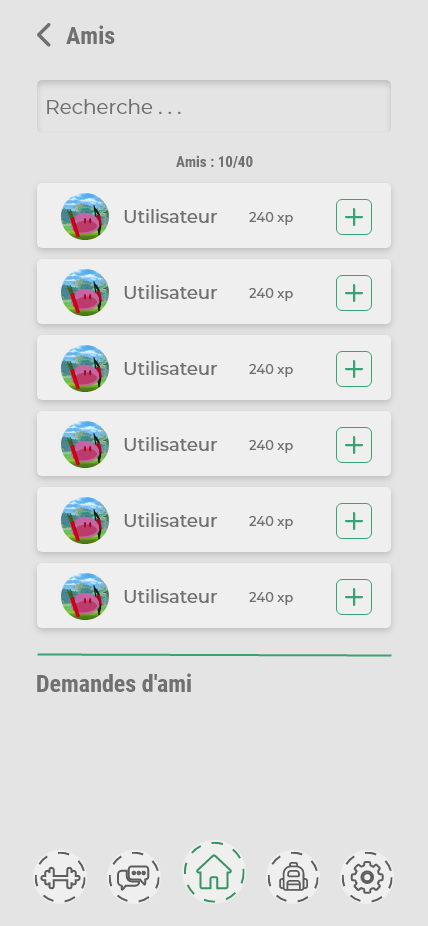 Amis
Recherche . . .
Amis : 10/40
Utilisateur 240 xp
Utilisateur 240 xp
Utilisateur 240 xp
Utilisateur 240 xp
Utilisateur 240 xp
Utilisateur 240 xp
Demandes d'ami